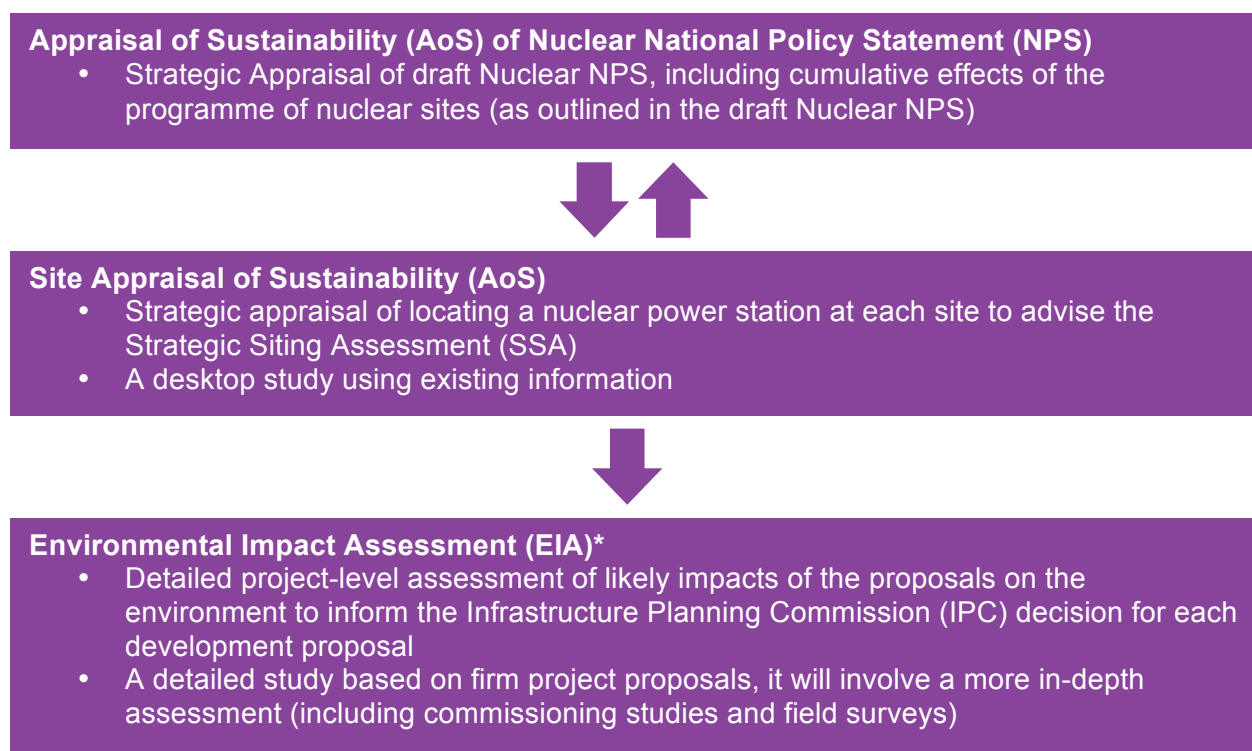 Appraisal of Sustainability (AoS) of Nuclear National Policy Statement (NPS)
• Strategic Appraisal of draft Nuclear NPS, including cumulative effects of the
programme of nuclear sites (as outlined in the draft Nuclear NPS)
Site Appraisal of Sustainability (AoS)
• Strategic appraisal of locating a nuclear power station at each site to advise the
Strategic Siting Assessment (SSA)
• A desktop study using existing information
Environmental Impact Assessment (EIA)*
• Detailed project-level assessment of likely impacts of the proposals on the
environment to inform the Infrastructure Planning Commission (IPC) decision for each
development proposal
• A detailed study based on firm project proposals, it will involve a more in-depth
assessment (including commissioning studies and field surveys)